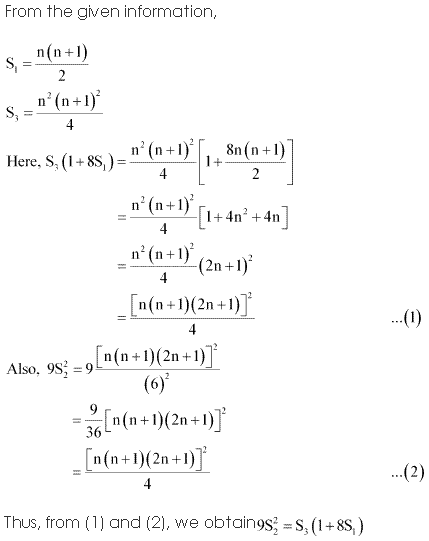 From the given information,
S₁ = n(n+1)/2
S₃ = n²(n+1)²/4
Here, S₃(1+8S₁) = n²(n+1)²/4 [1 + 8n(n+1)/2]
= n²(n+1)²/4 [1+4n²+4n]
= n²(n+1)²/4 (2n+1)²
= [n(n+1)(2n+1)]²/4 ...(1)
Also, 9S₂² = 9 [n(n+1)(2n+1)]²/(6)²
= 9/36 [n(n+1)(2n+1)]²
= [n(n+1)(2n+1)]²/4 ...(2)
Thus, from (1) and (2), we obtain 9S₂² = S₃(1+8S₁)